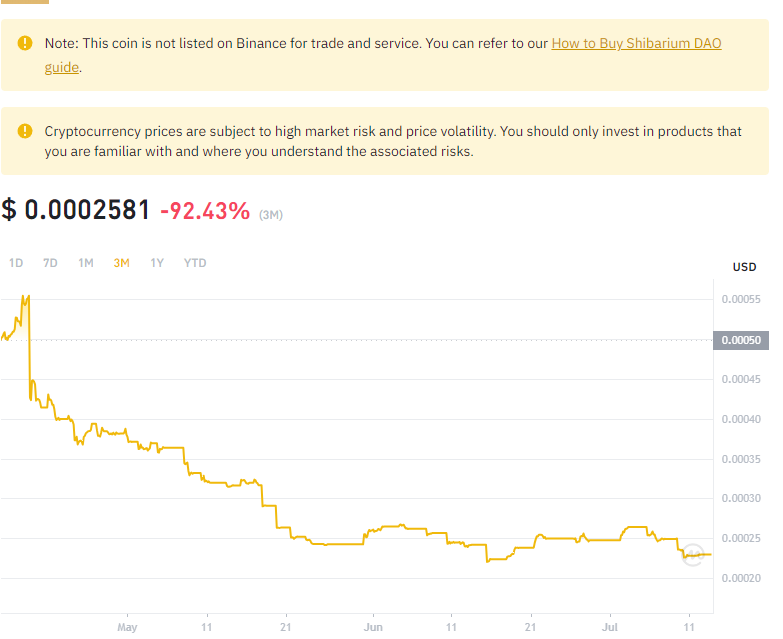 Note: This coin is not listed on Binance for trade and service. You can refer to our How to Buy Shibarium DAO
guide.
Cryptocurrency prices are subject to high market risk and price volatility. You should only invest in products that
you are familiar with and where you understand the associated risks.
$ 0.0002581 -92.43% (3M)
1D 7D 1M 3M 1Y YTD
USD
0.00055
0.00050
0.00045
0.00040
0.00035
0.00030
0.00025
0.00020
May 11 21 Jun 11 21 Jul 11